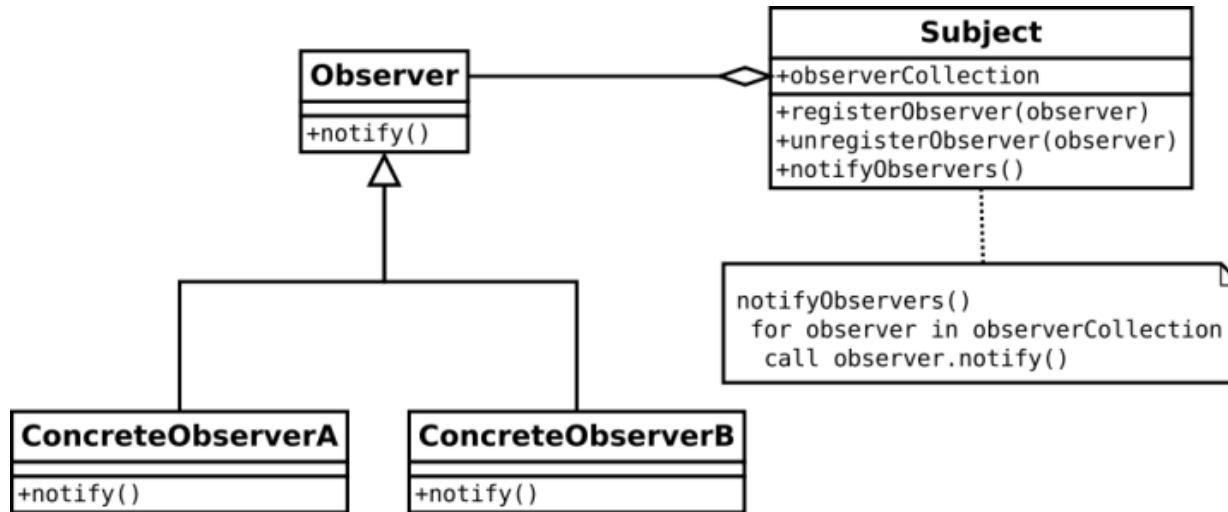 Subject
+observerCollection
+registerObserver(observer)
+unregisterObserver(observer)
+notifyObservers()
Observer
+notify()
notifyObservers()
for observer in observerCollection
call observer.notify()
ConcreteObserverA
+notify()
ConcreteObserverB
+notify()